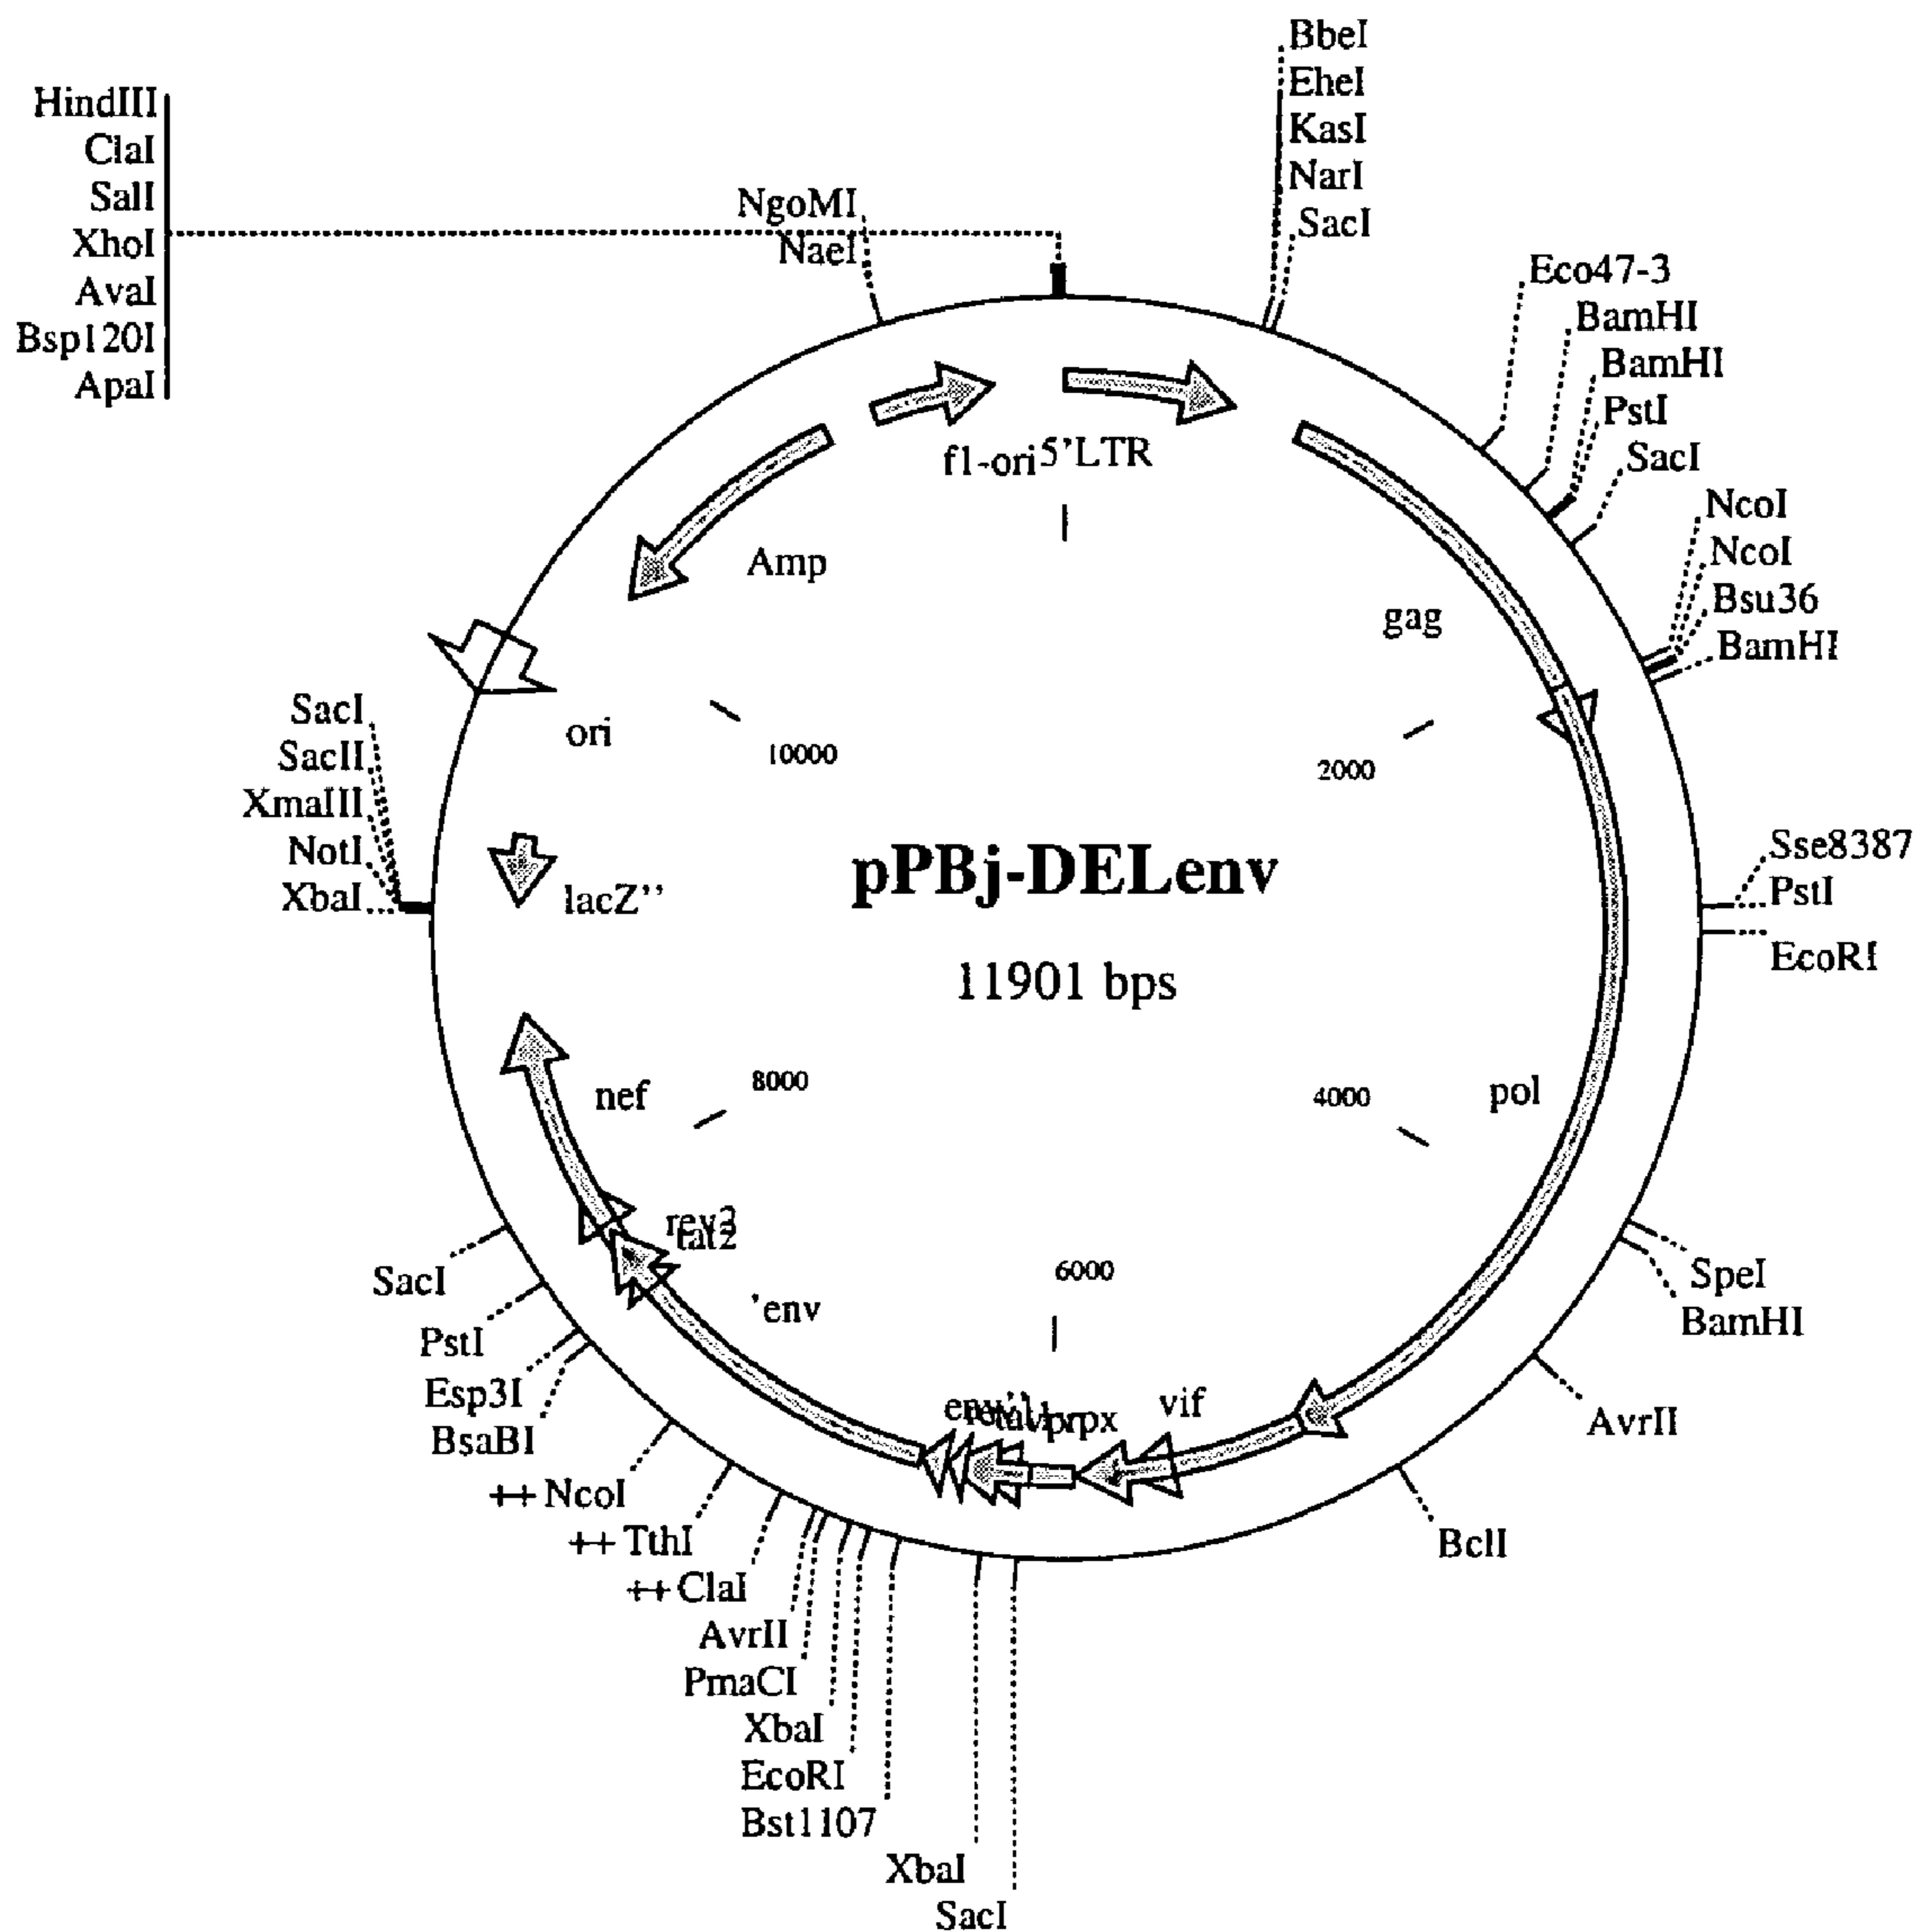 BbeI
EheI
KasI
NarI
SacI
HindIII
ClaI
SalI
XhoI
AvaI
Bsp120I
ApaI
NgoMI
NaeI
Eco47-3
BamHI
BamHI
PstI
SacI
NcoI
NcoI
Bsu36
BamHI
f1-ori
5'LTR
Amp
gag
ori
10000
2000
SacI
SacII
XmaIII
NotI
XbaI
lacZ''
pPBj-DELenv
11901 bps
Sse8387
PstI
EcoRI
nef
8000
4000
pol
rev2
tat2
'env
6000
SpeI
BamHI
AvrII
BclI
vif
SacI
PstI
Esp3I
BsaBI
++ NcoI
++ TthI
++ ClaI
AvrII
PmaCI
XbaI
EcoRI
Bst1107
XbaI
SacI